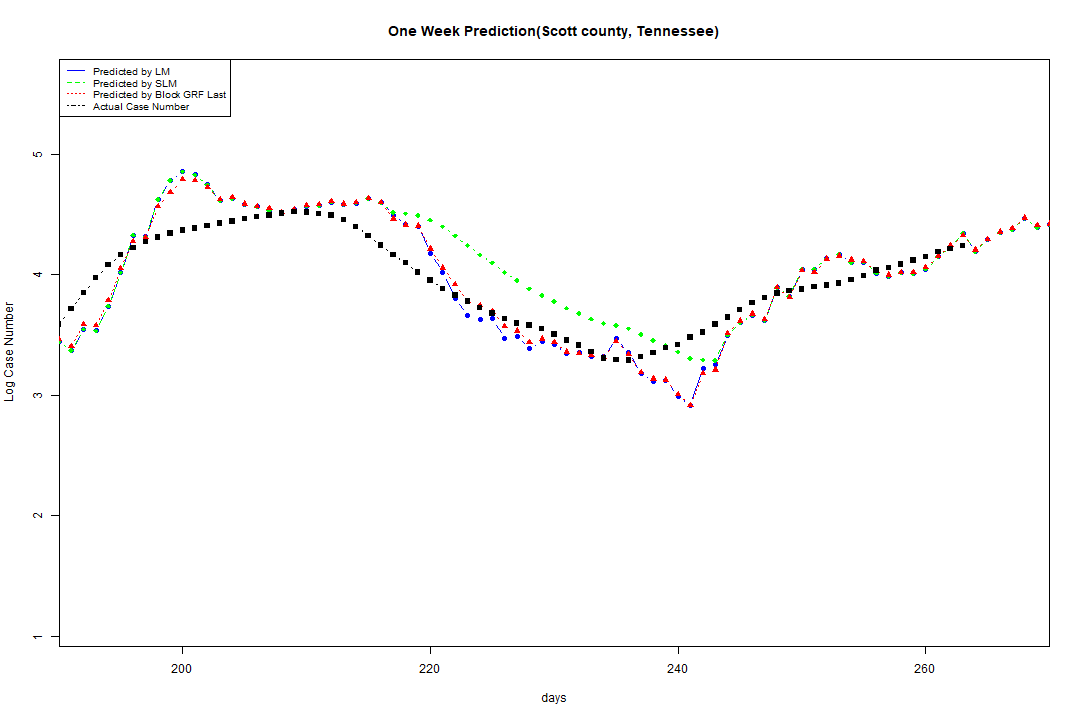 One Week Prediction(Scott county, Tennessee)
Predicted by LM
Predicted by SLM
Predicted by Block GRF Last
Actual Case Number
5
4
3
2
1
Log Case Number
200 220 240 260
days